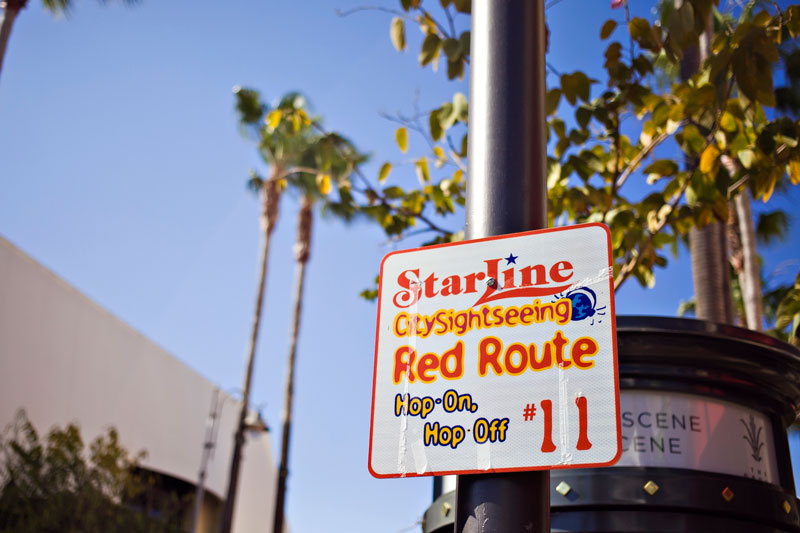 StarLine
CitySightseeing
Red Route
Hop-On,
Hop-Off
#11
SCENE
CENE